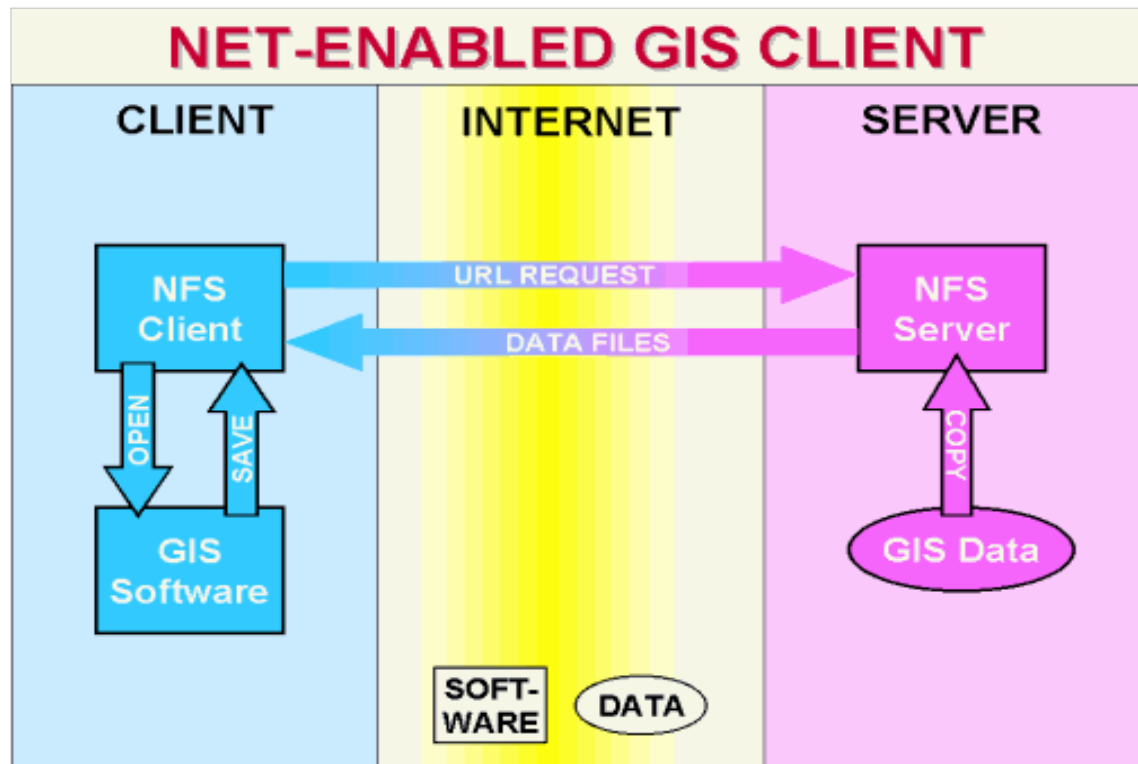 NET-ENABLED GIS CLIENT
CLIENT
INTERNET
SERVER
NFS
Client
URL REQUEST
NFS
Server
DATA FILES
OPEN
SAVE
COPY
GIS
Software
GIS Data
SOFT-
WARE
DATA